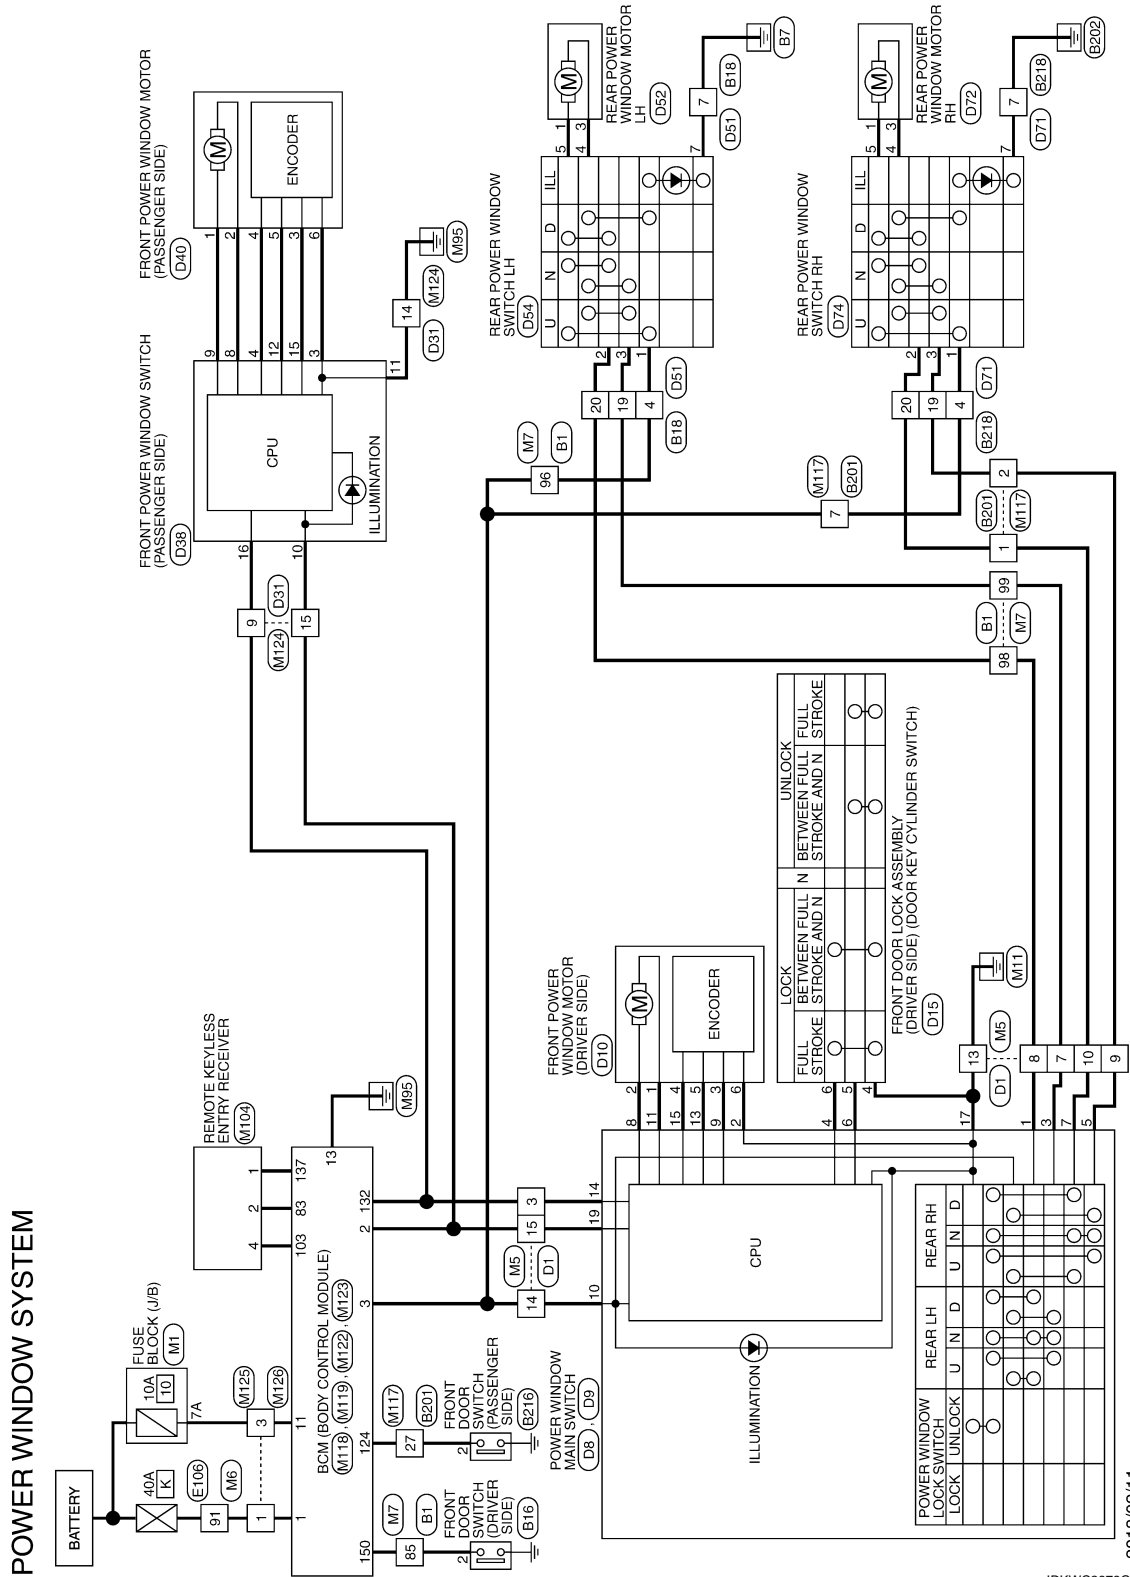 POWER WINDOW SYSTEM
BATTERY
40A
K
E106
91
M6
1
1
FUSE
BLOCK (J/B)
M1
10A
10
7A
M125
3
M126
11
REMOTE KEYLESS
ENTRY RECEIVER
M104
4
2
1
103
83
137
13
M95
BCM (BODY CONTROL MODULE)
M118 , M119 , M122 , M123
150
124
3
2
132
M7
85
B1
2
FRONT
DOOR
SWITCH
(DRIVER
SIDE)
B16
M117
27
B201
2
FRONT
DOOR
SWITCH
(PASSENGER
SIDE)
B216
M5
D1
14
15
3
10
19
14
POWER WINDOW
MAIN SWITCH
D8 , D9
CPU
ILLUMINATION
FRONT POWER
WINDOW MOTOR
(DRIVER SIDE)
D10
M
ENCODER
2
1
4
5
3
6
8
11
15
13
9
2
LOCK
N
UNLOCK
FULL
STROKE
BETWEEN FULL
STROKE AND N
BETWEEN FULL
STROKE AND N
FULL
STROKE
FRONT DOOR LOCK ASSEMBLY
(DRIVER SIDE) (DOOR KEY CYLINDER SWITCH)
D15
6
5
4
4
6
17
13
M11
M5
D1
8
7
10
9
1
3
7
5
POWER WINDOW
LOCK SWITCH
LOCK
UNLOCK
REAR LH
U
N
D
REAR RH
U
N
D
FRONT POWER WINDOW SWITCH
(PASSENGER SIDE)
D38
CPU
ILLUMINATION
16
10
9
15
D31
M124
9
8
4
12
15
3
11
14
D31
M124
M95
FRONT POWER WINDOW MOTOR
(PASSENGER SIDE)
D40
M
ENCODER
1
2
4
5
3
6
REAR POWER WINDOW
SWITCH LH
D54
U
N
D
ILL
2
3
1
20
19
4
D51
B18
M7
B1
96
5
4
7
1
3
M
REAR POWER
WINDOW MOTOR
LH
D52
7
D51
B18
B7
REAR POWER WINDOW
SWITCH RH
D74
U
N
D
ILL
2
3
1
20
19
4
D71
B218
M117
B201
7
5
4
7
1
3
M
REAR POWER
WINDOW MOTOR
RH
D72
7
D71
B218
B202
B201
M117
2
1
B1
M7
99
98